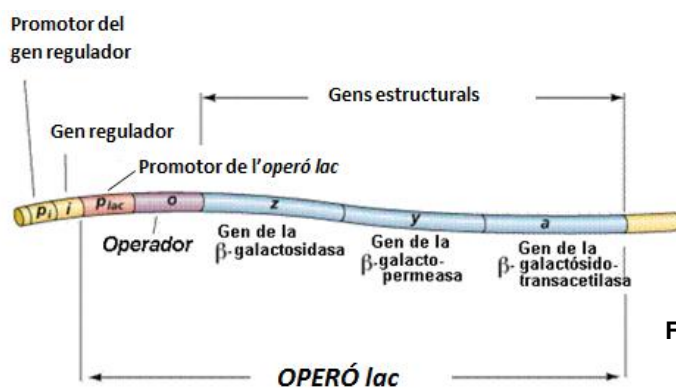 Promotor del
gen regulador
Gens estructurals
Gen regulador
Promotor de l'operó lac
pi i plac o z y a
Operador
Gen de la
β-galactosidasa
Gen de la
β-galacto-
permeasa
Gen de la
β-galactósido-
transacetilasa
F
OPERÓ lac